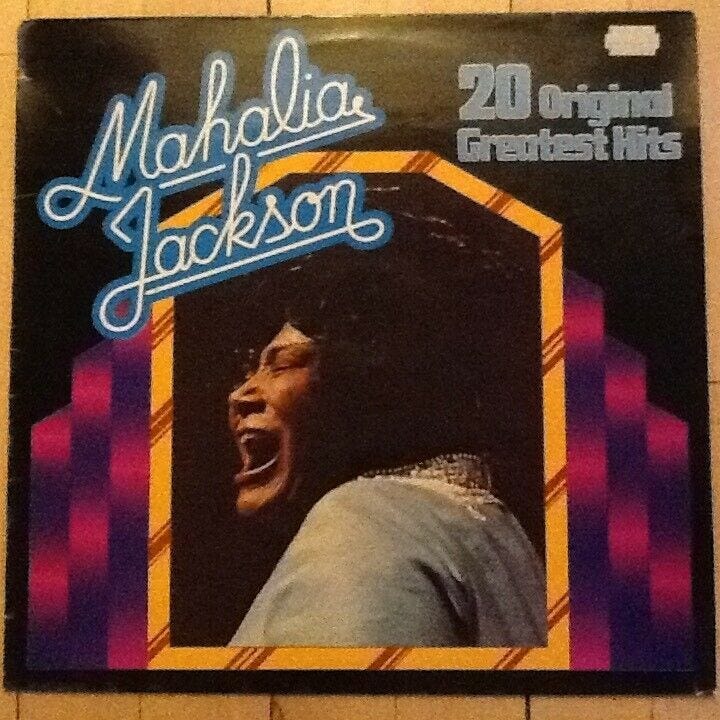 Mahalia
Jackson
20 Original
Greatest Hits